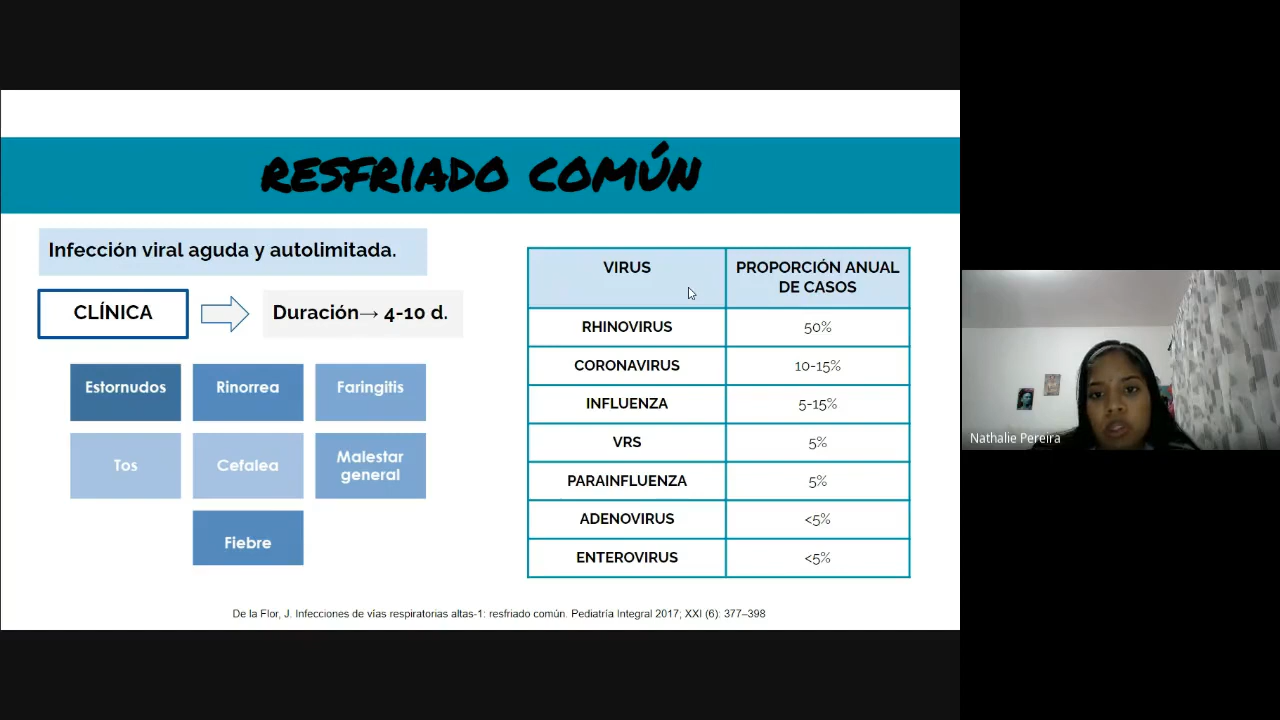 RESFRIADO COMÚN
Infección viral aguda y autolimitada.
CLÍNICA
Duración→ 4-10 d.
Estornudos
Rinorrea
Faringitis
Tos
Cefalea
Malestar
general
Fiebre
VIRUS
PROPORCIÓN ANUAL
DE CASOS
RHINOVIRUS
50%
CORONAVIRUS
10-15%
INFLUENZA
5-15%
VRS
5%
PARAINFLUENZA
5%
ADENOVIRUS
<5%
ENTEROVIRUS
<5%
De la Flor, J. Infecciones de vías respiratorias altas-1: resfriado común. Pediatría Integral 2017; XXI (6): 377–398
Nathalie Pereira